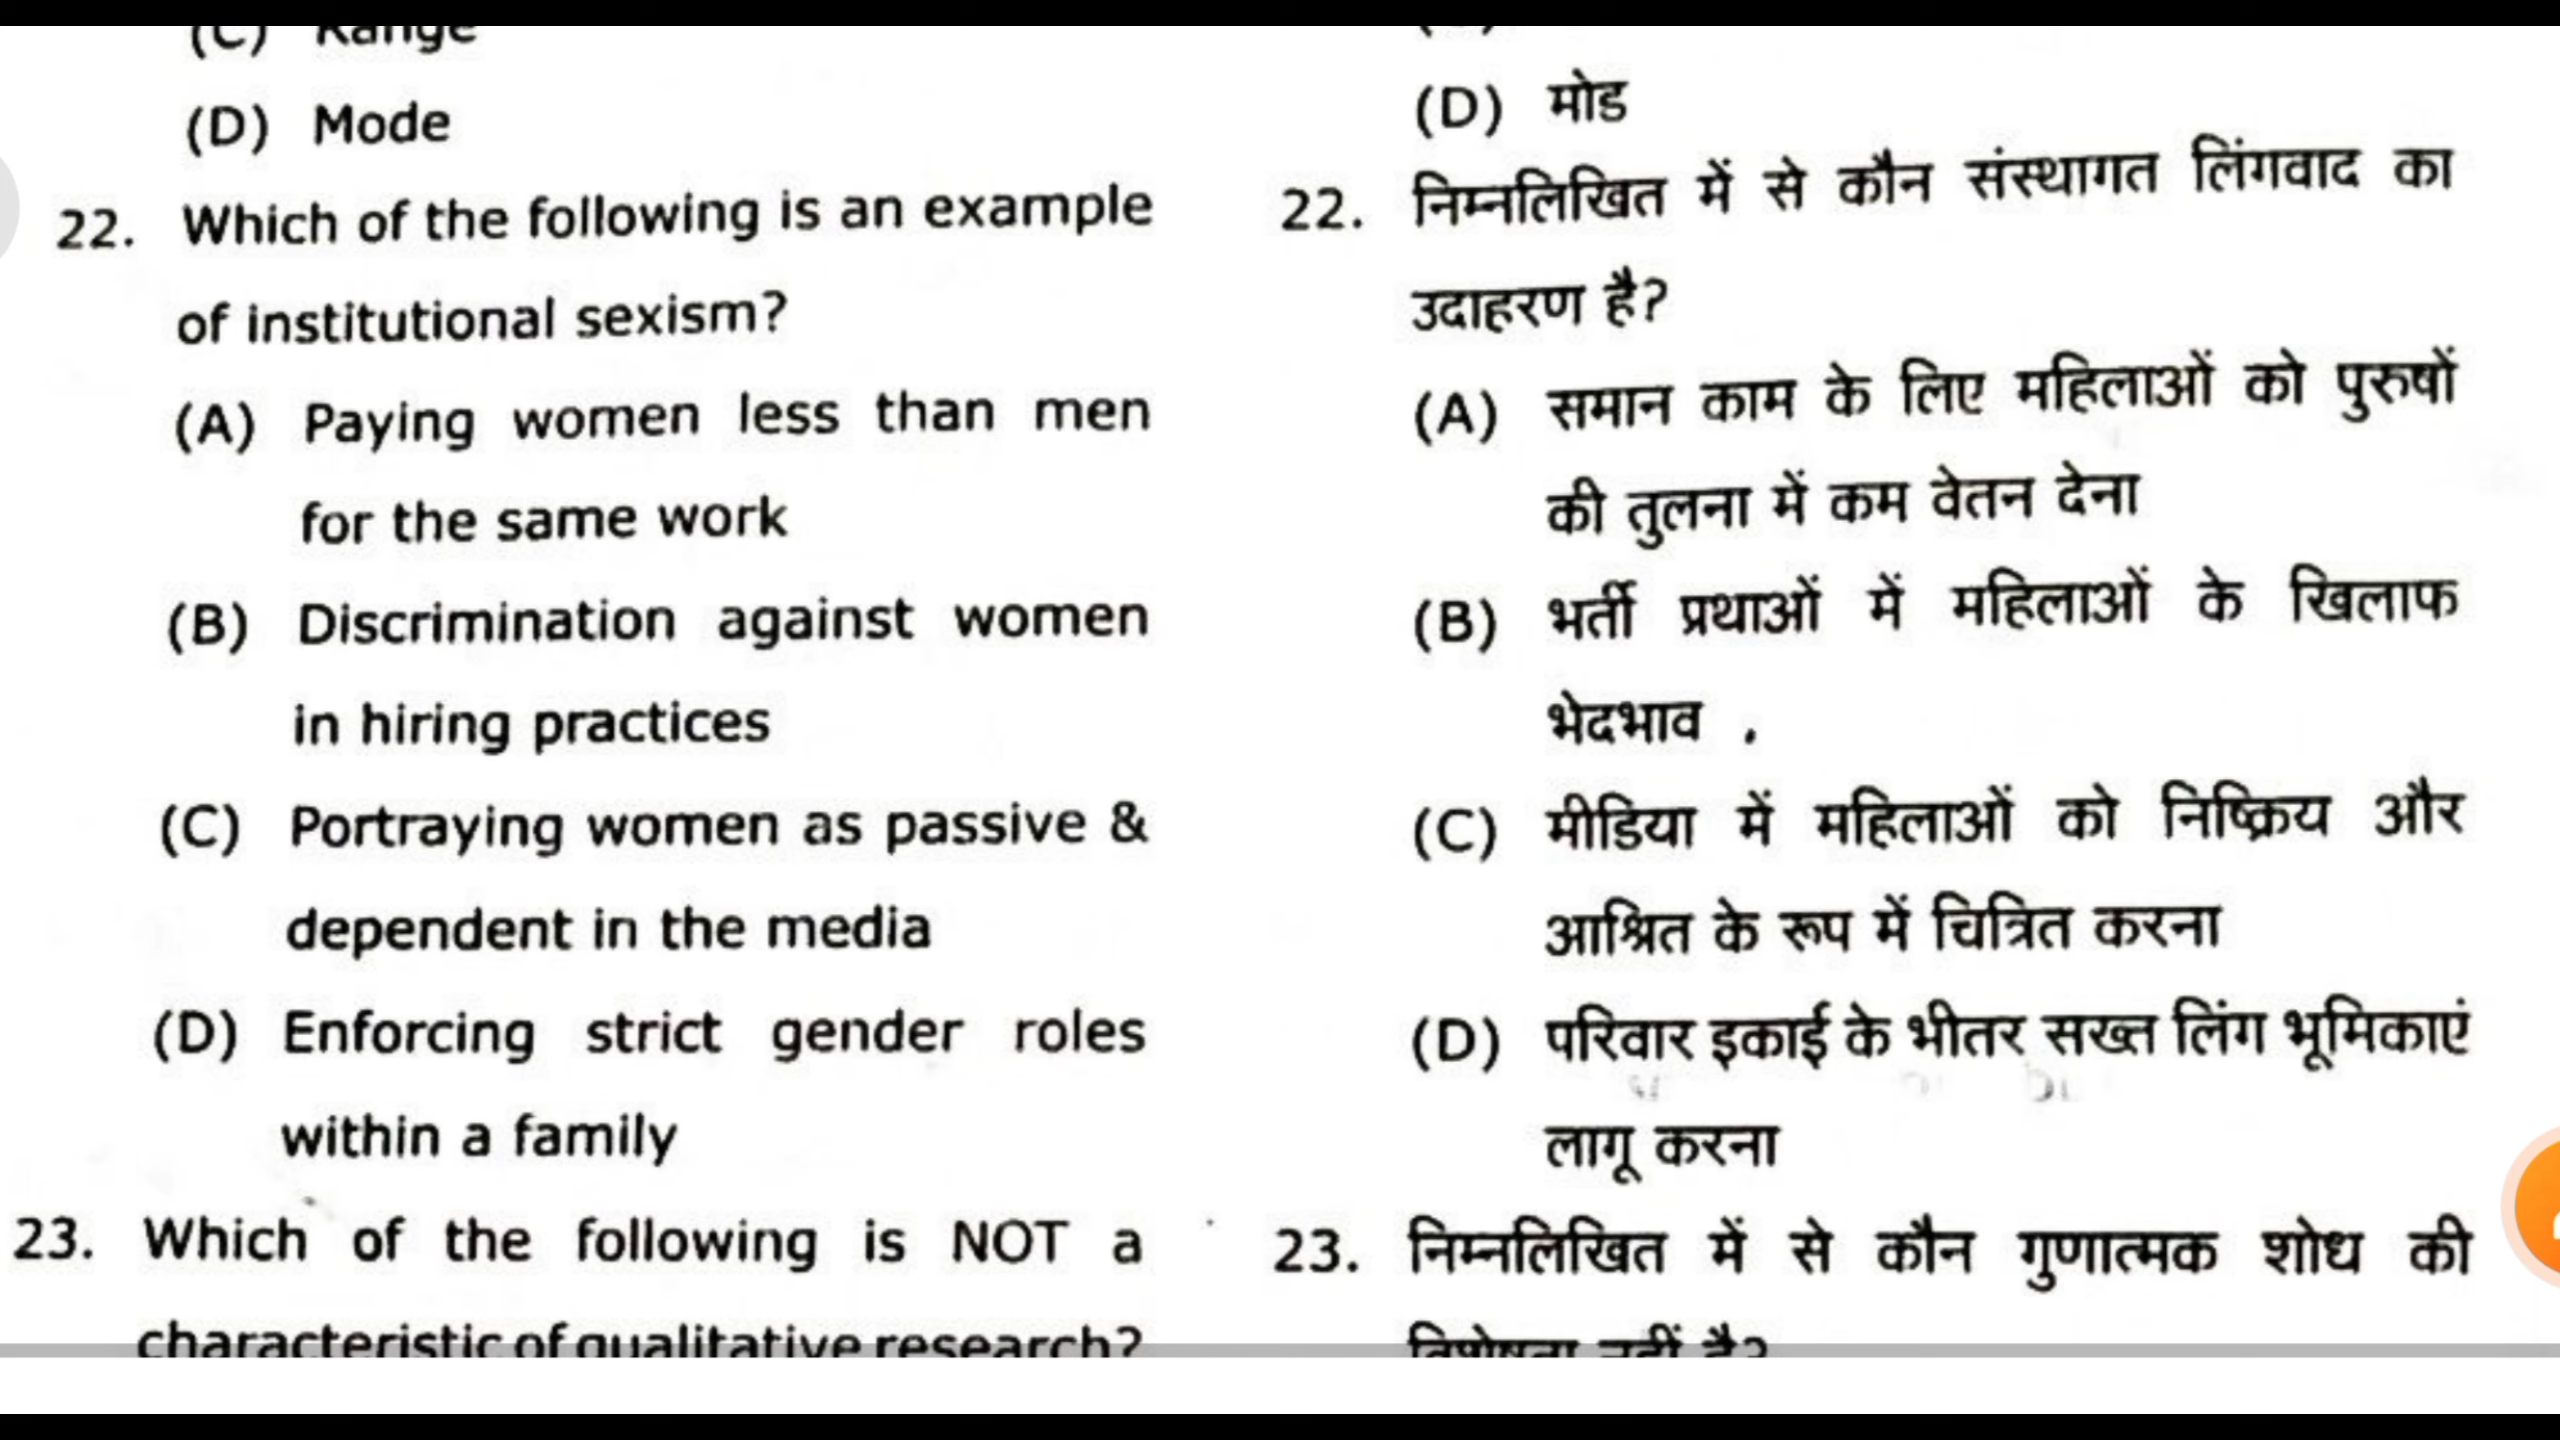 (C) Range
(D) Mode
22. Which of the following is an example
of institutional sexism?
(A) Paying women less than men
for the same work
(B) Discrimination against women
in hiring practices
(C) Portraying women as passive &
dependent in the media
(D) Enforcing strict gender roles
within a family
23. Which of the following is NOT a
characteristic of qualitative research?
(D) मोड
22. निम्नलिखित में से कौन संस्थागत लिंगवाद का
उदाहरण है?
(A) समान काम के लिए महिलाओं को पुरुषों
की तुलना में कम वेतन देना
(B) भर्ती प्रथाओं में महिलाओं के खिलाफ
भेदभाव .
(C) मीडिया में महिलाओं को निष्क्रिय और
आश्रित के रूप में चित्रित करना
(D) परिवार इकाई के भीतर सख्त लिंग भूमिकाएं
लागू करना
23. निम्नलिखित में से कौन गुणात्मक शोध की
विशेषता नहीं है?